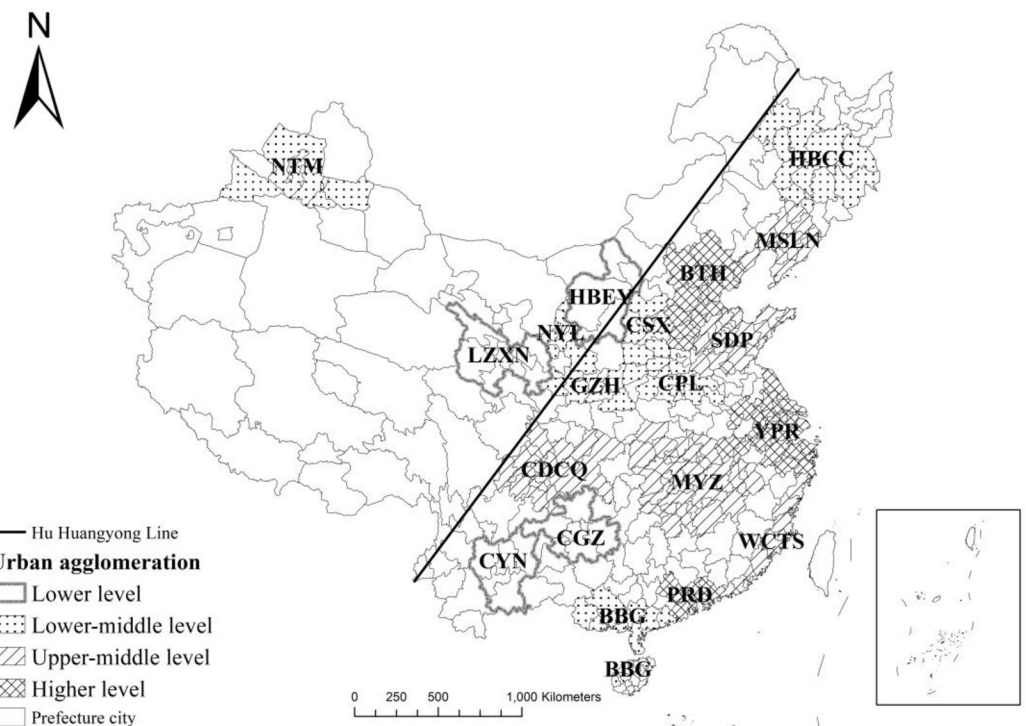 N
NTM
HBCC
MSLN
BTH
HBEY
NYL
CSX
LZXN
SDP
GZH
CPL
YPR
CDCQ
MYZ
CGZ
WCTS
CYN
PRD
BBG
BBG
Hu Huangyong Line
Urban agglomeration
Lower level
Lower-middle level
Upper-middle level
Higher level
Prefecture city
0 250 500 1,000 Kilometers